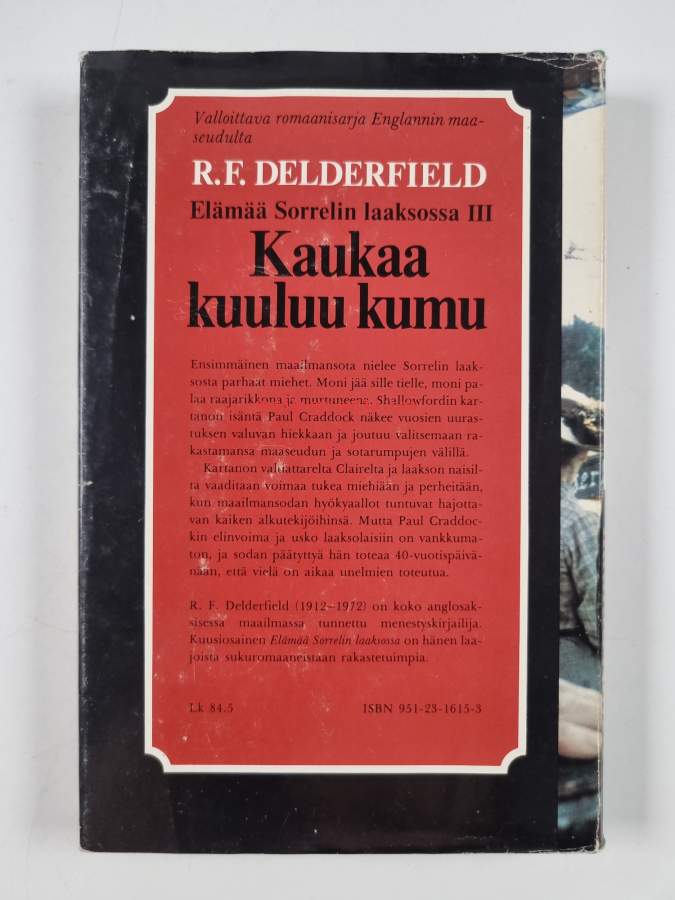 Valloittava romaanisarja Englannin maa-
seudulta
R.F. DELDERFIELD
Elämää Sorrelin laaksossa III
Kaukaa
kuuluu kumu
Ensimmäinen maailmansota nielee Sorrelin laak-
sosta parhaat miehet. Moni jää sille tielle, moni pa-
laa raajarikkona ja murtuneena. Shallowfordin kar-
tanon isäntä Paul Craddock näkee vuosien uuras-
tuksen valuvan hiekkaan ja joutuu valitsemaan ra-
kastamansa maaseudun ja sotarumpujen välillä.
Kartanon valtiattarelta Clairelta ja laakson naisil-
ta vaaditaan voimaa tukea miehiään ja perheitään,
kun maailmansodan hyökyaallot tuntuvat hajotta-
van kaiken alkutekijöihinsä. Mutta Paul Craddoc-
kin elinvoima ja usko laaksolaisiin on vankkuma-
ton, ja sodan päätyttyä hän toteaa 40-vuotispäivä-
nään, että vielä on aikaa unelmien toteutua.
R. F. Delderfield (1912–1972) on koko anglosak-
sisessa maailmassa tunnettu menestyskirjailija.
Kuusiosainen Elämää Sorrelin laaksossa on hänen laa-
joista sukuromaaneistaan rakastetuimpia.
Lk 84.5 ISBN 951-23-1615-3